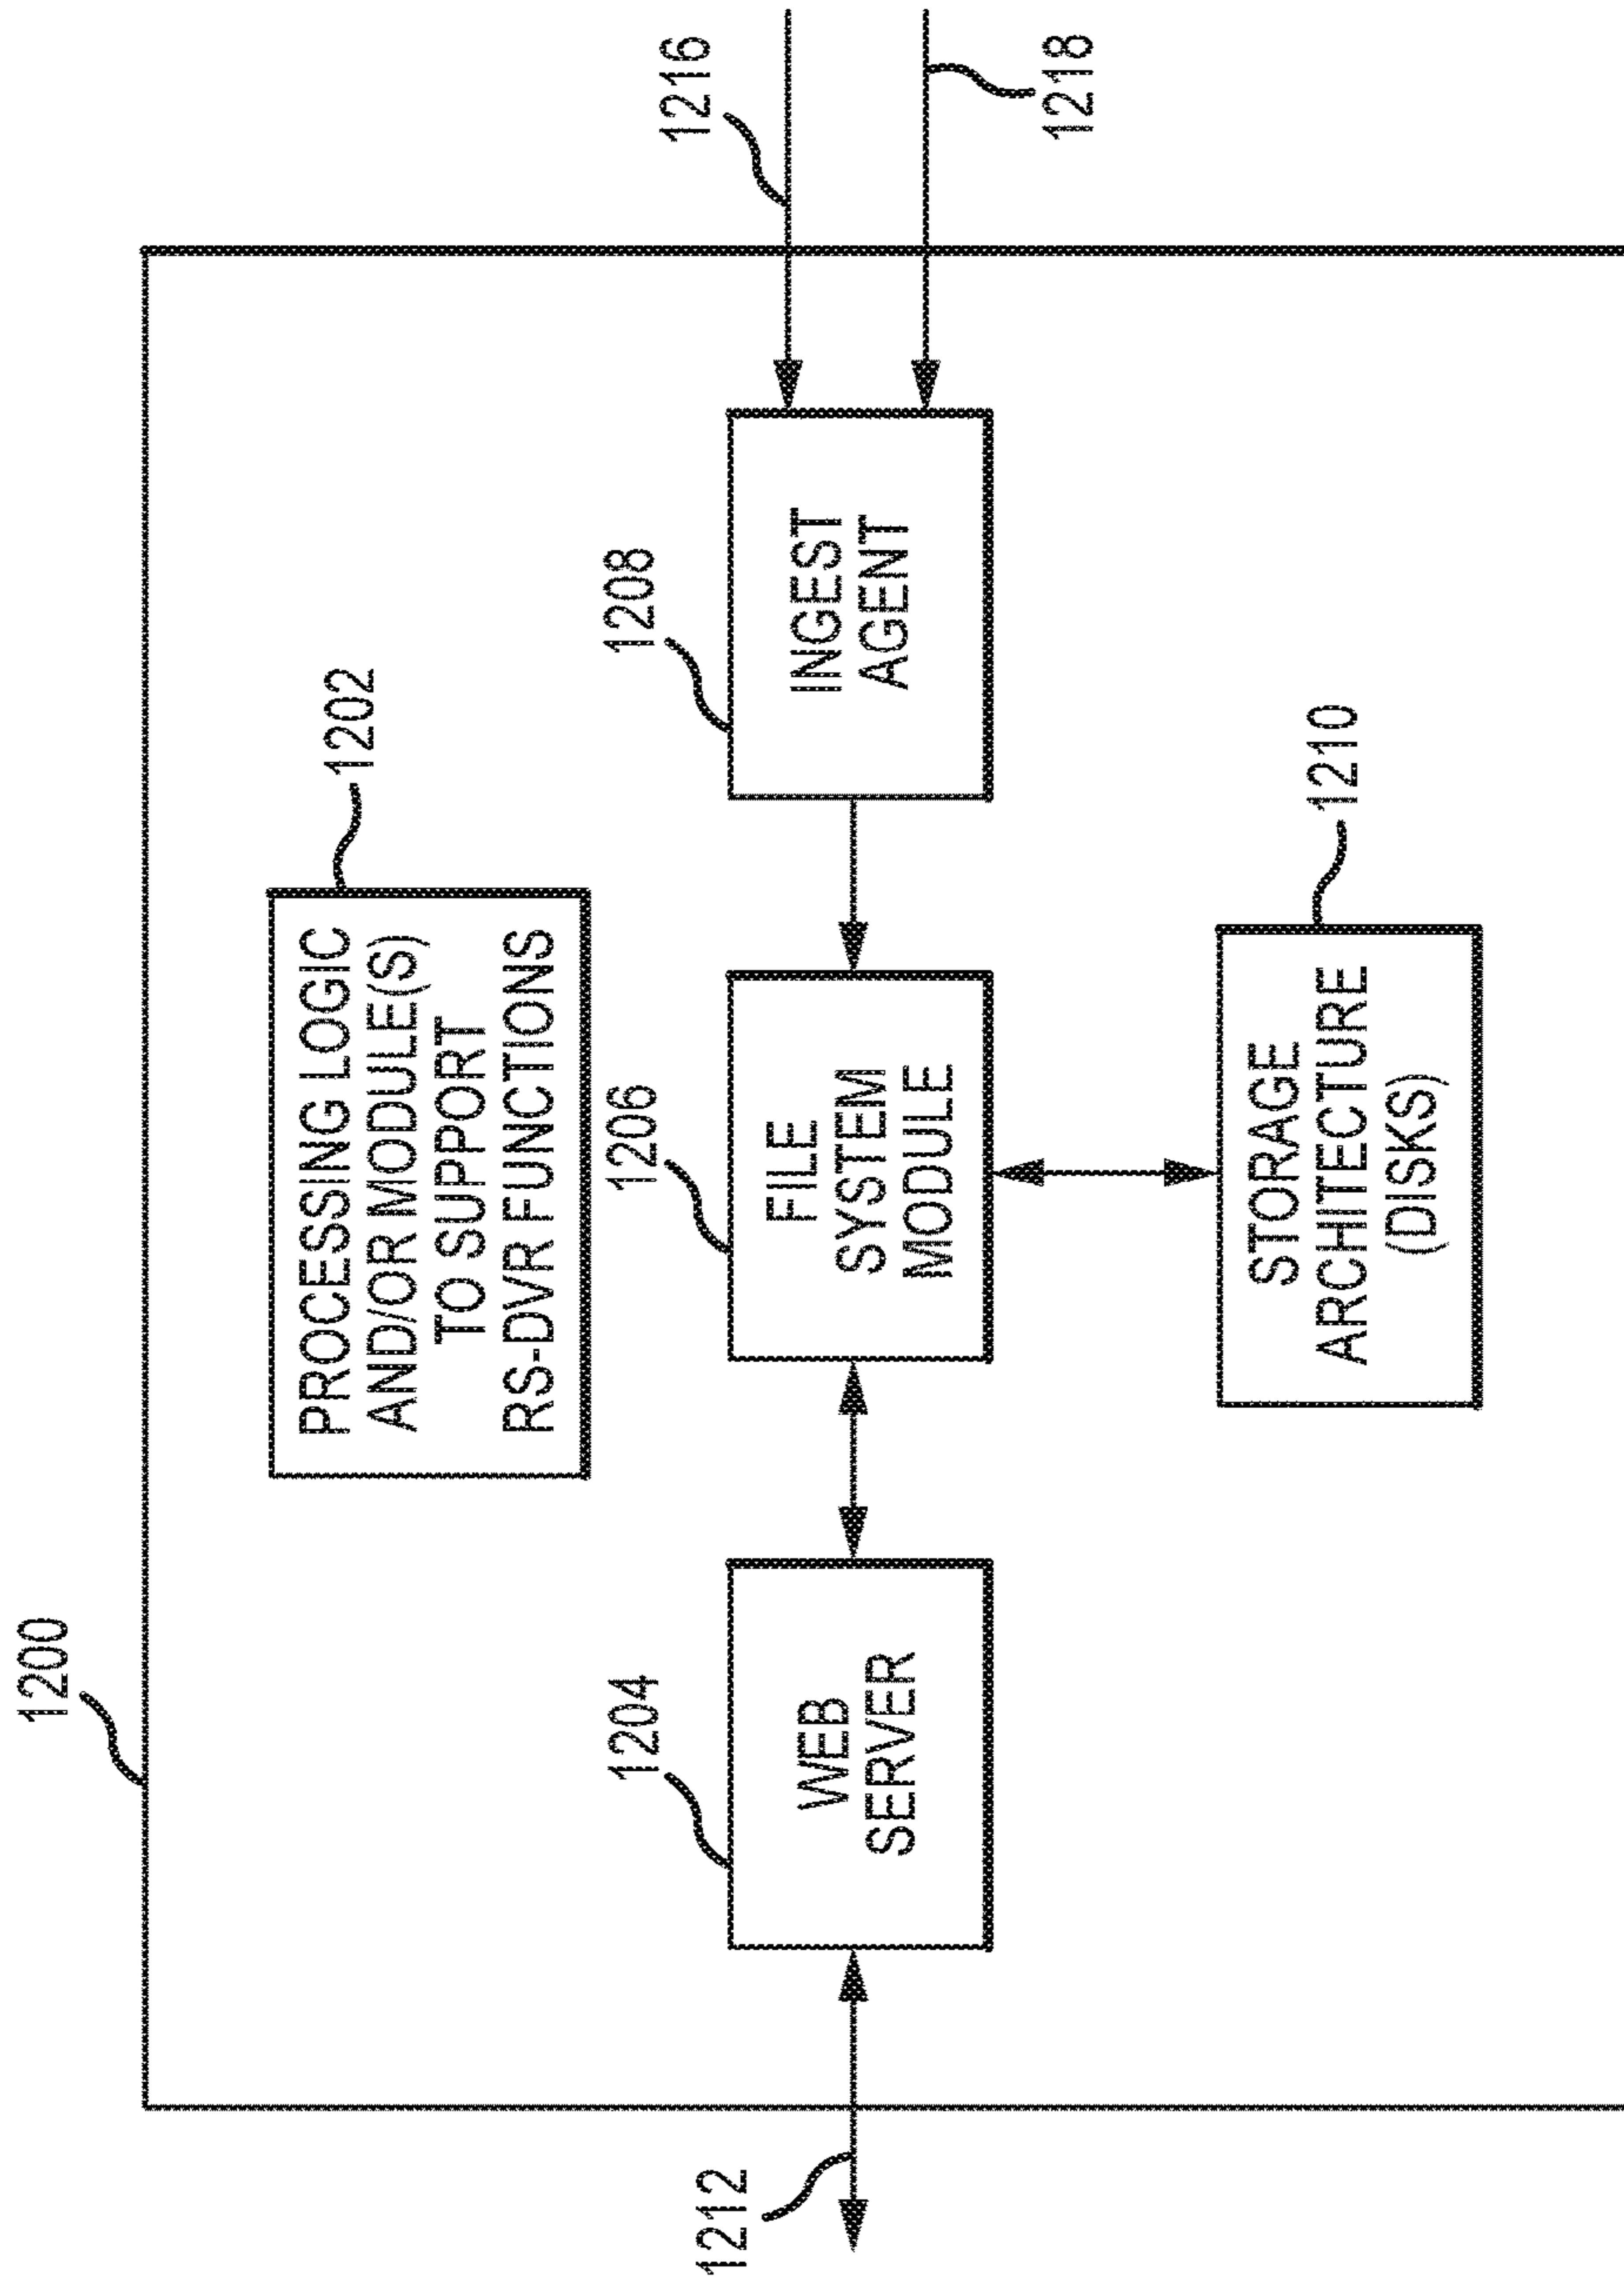 1200
1202
PROCESSING LOGIC
AND/OR MODULE(S)
TO SUPPORT
RS-DVR FUNCTIONS
1204
WEB
SERVER
1206
FILE
SYSTEM
MODULE
1208
INGEST
AGENT
1216
1218
1212
1210
STORAGE
ARCHITECTURE
(DISKS)